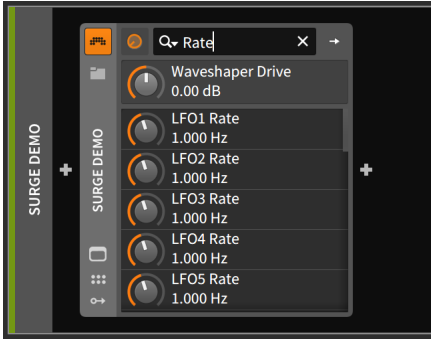 SURGE DEMO
SURGE DEMO
Rate
Waveshaper Drive
0.00 dB
LFO1 Rate
1.000 Hz
LFO2 Rate
1.000 Hz
LFO3 Rate
1.000 Hz
LFO4 Rate
1.000 Hz
LFO5 Rate
1.000 Hz